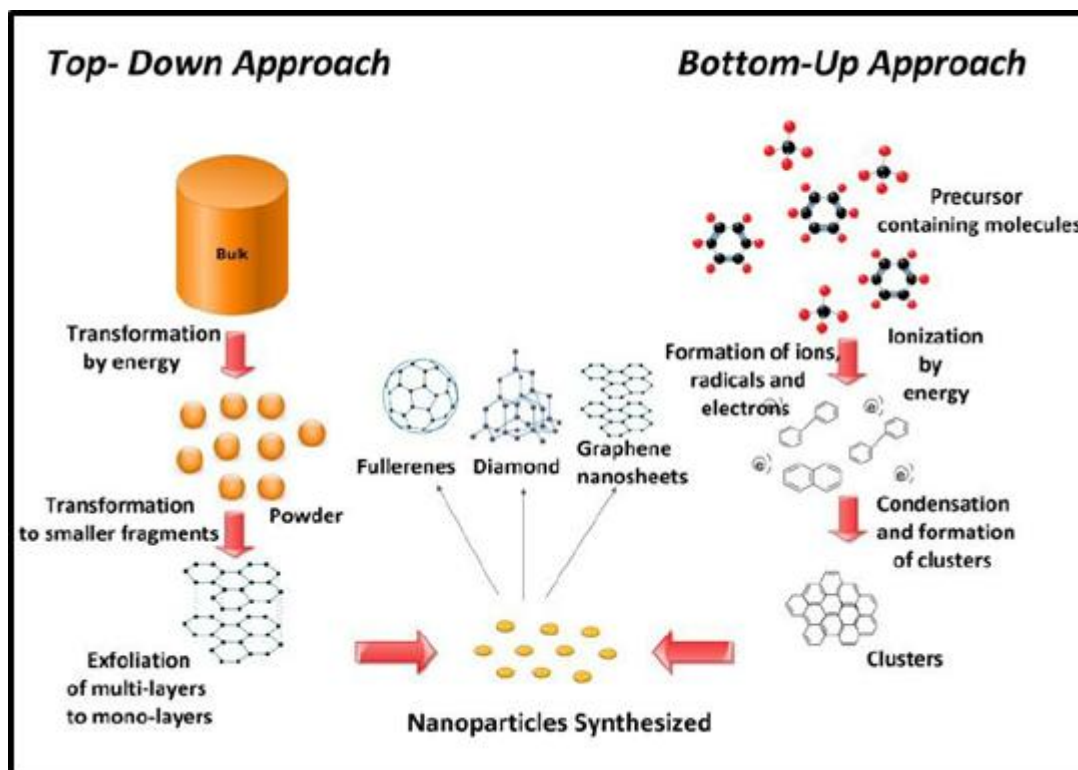 Top- Down Approach
Bottom-Up Approach
Bulk
Transformation
by energy
Powder
Transformation
to smaller fragments
Exfoliation
of multi-layers
to mono-layers
Fullerenes
Diamond
Graphene
nanosheets
Nanoparticles Synthesized
Precursor
containing molecules
Formation of ions,
radicals and
electrons
Ionization
by
energy
e
e
e
e
Condensation
and formation
of clusters
Clusters